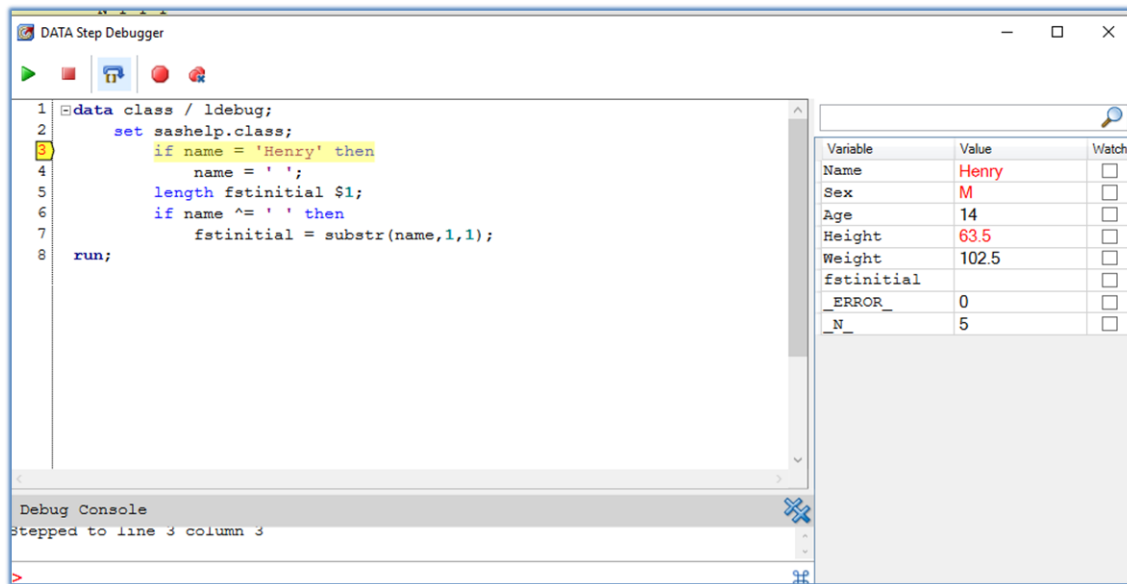 DATA Step Debugger
1 data class / ldebug;
2 set sashelp.class;
3 if name = 'Henry' then
4 name = ' ';
5 length fstinitial $1;
6 if name ^= ' ' then
7 fstinitial = substr(name,1,1);
8 run;
Variable Value Watch
Name Henry
Sex M
Age 14
Height 63.5
Weight 102.5
fstinitial
_ERROR_ 0
_N_ 5
Debug Console
Stepped to line 3 column 3
>